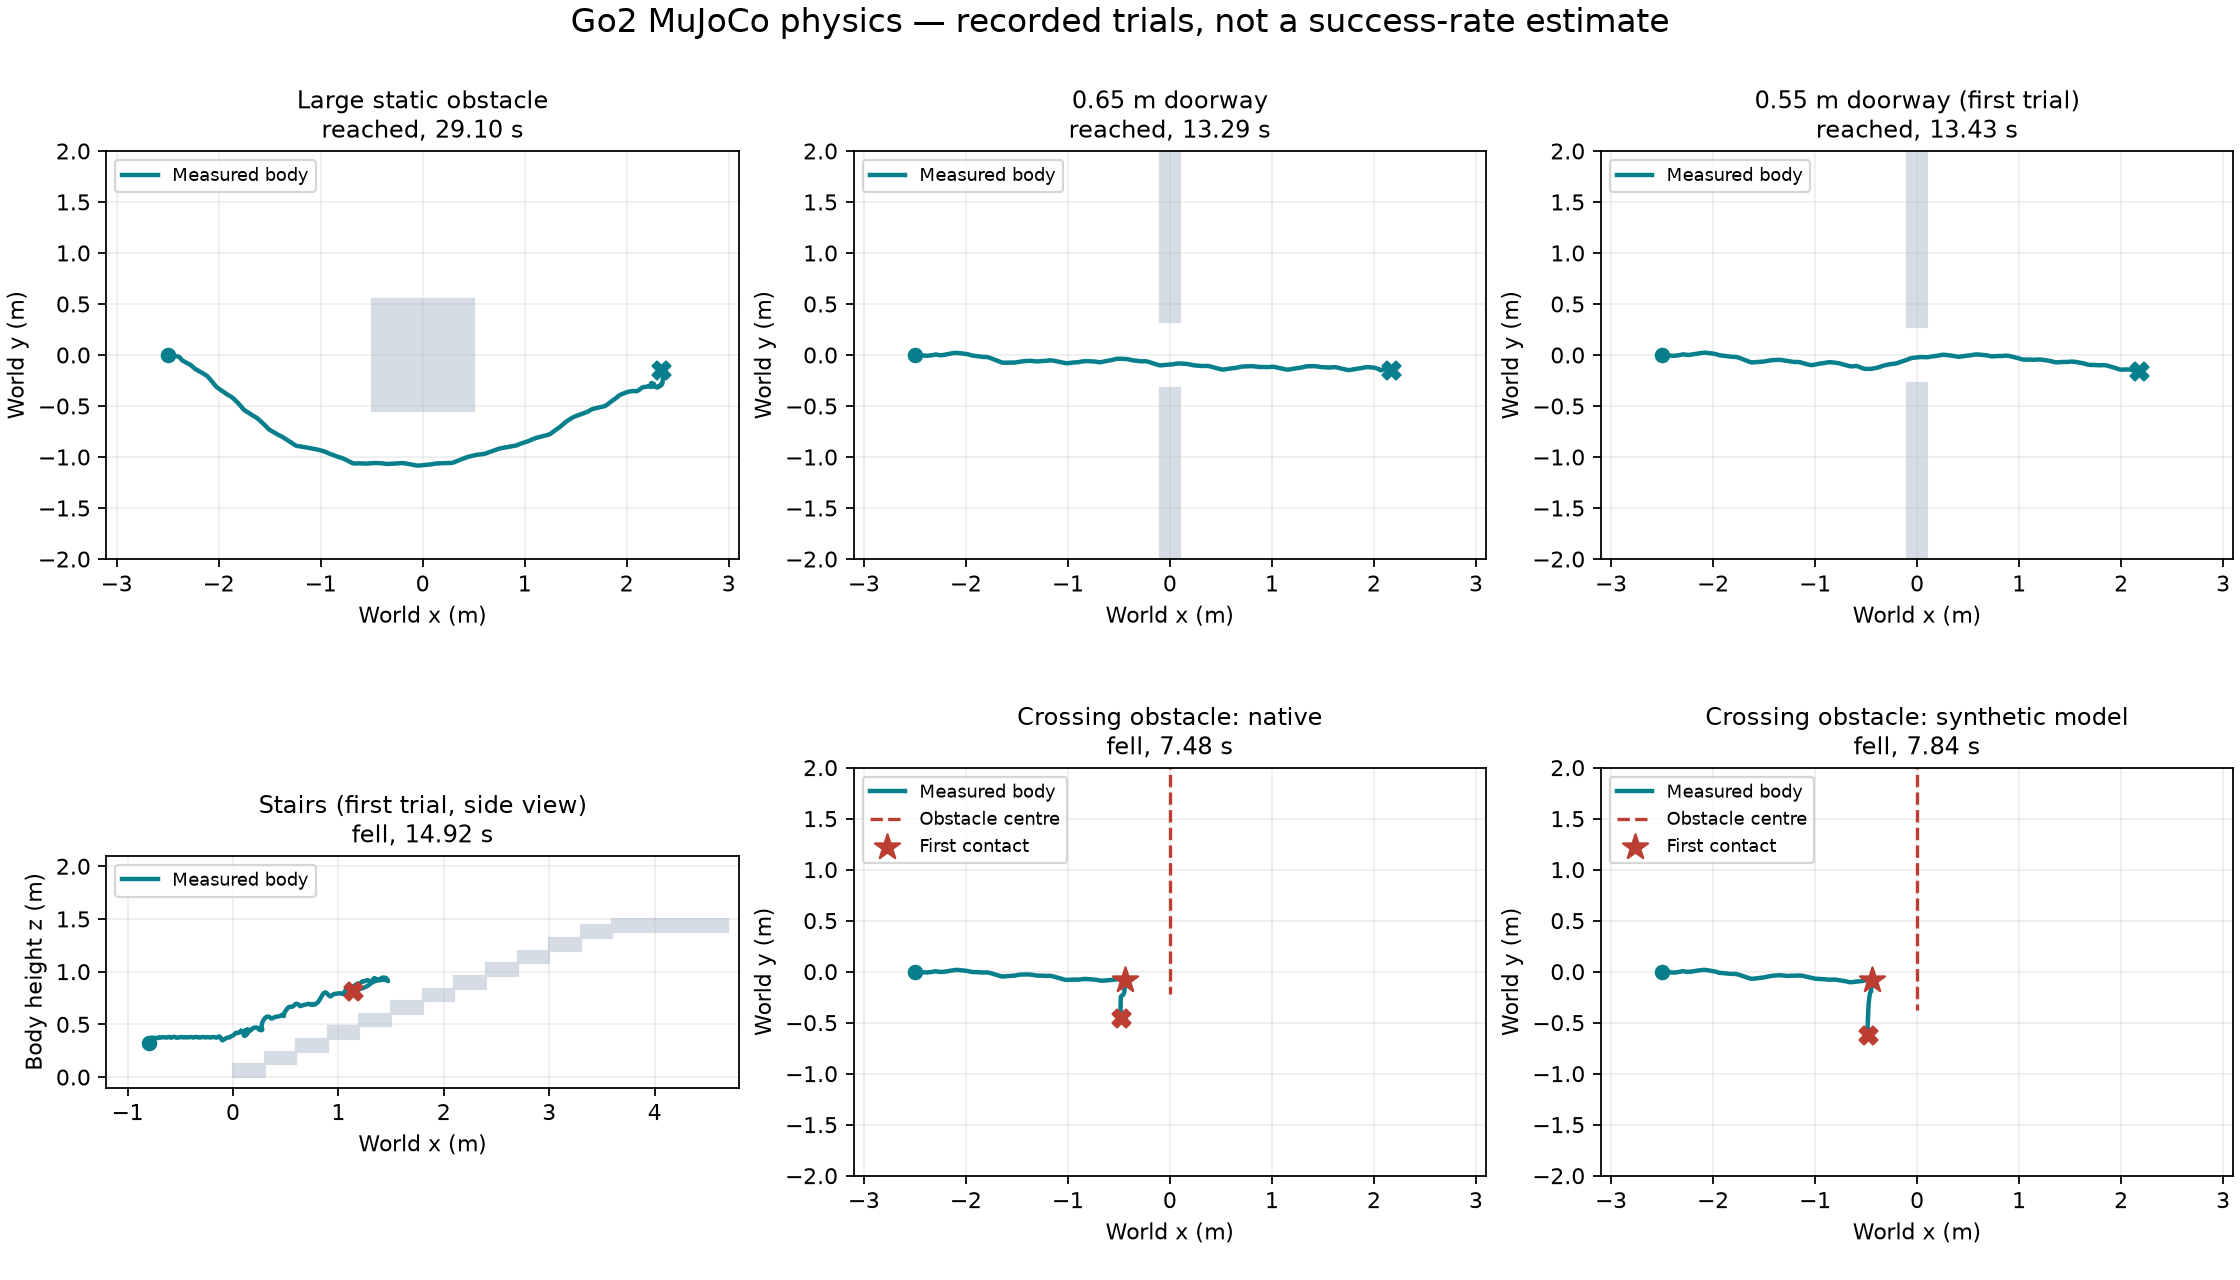 Go2 MuJoCo physics — recorded trials, not a success-rate estimate
Large static obstacle
reached, 29.10 s
Measured body
2.0
1.5
1.0
0.5
0.0
−0.5
−1.0
−1.5
−2.0
World y (m)
−3
−2
−1
0
1
2
3
World x (m)
0.65 m doorway
reached, 13.29 s
Measured body
2.0
1.5
1.0
0.5
0.0
−0.5
−1.0
−1.5
−2.0
World y (m)
−3
−2
−1
0
1
2
3
World x (m)
0.55 m doorway (first trial)
reached, 13.43 s
Measured body
2.0
1.5
1.0
0.5
0.0
−0.5
−1.0
−1.5
−2.0
World y (m)
−3
−2
−1
0
1
2
3
World x (m)
Stairs (first trial, side view)
fell, 14.92 s
Measured body
2.0
1.5
1.0
0.5
0.0
Body height z (m)
−1
0
1
2
3
4
World x (m)
Crossing obstacle: native
fell, 7.48 s
Measured body
Obstacle centre
First contact
2.0
1.5
1.0
0.5
0.0
−0.5
−1.0
−1.5
−2.0
World y (m)
−3
−2
−1
0
1
2
3
World x (m)
Crossing obstacle: synthetic model
fell, 7.84 s
Measured body
Obstacle centre
First contact
2.0
1.5
1.0
0.5
0.0
−0.5
−1.0
−1.5
−2.0
World y (m)
−3
−2
−1
0
1
2
3
World x (m)